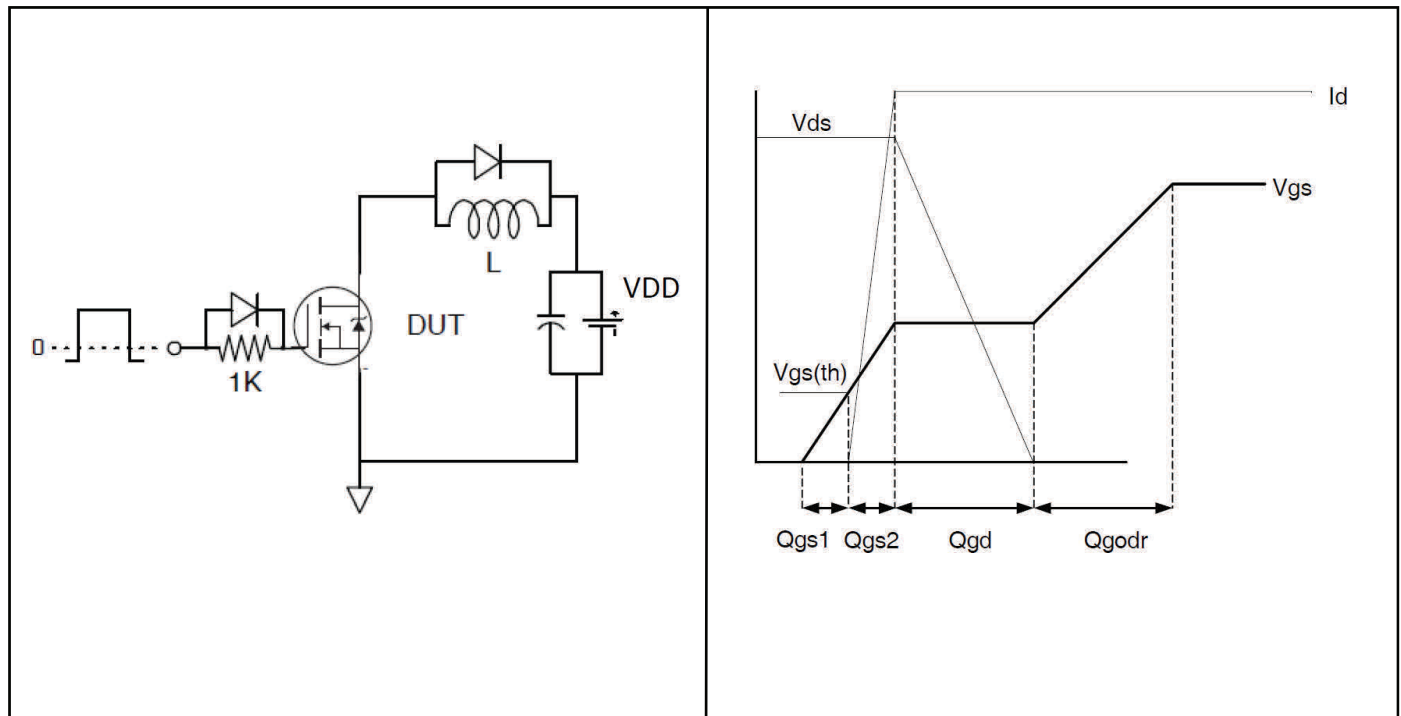 L
VDD
DUT
0
1K
Id
Vds
Vgs
Vgs(th)
Qgs1 Qgs2 Qgd Qgodr